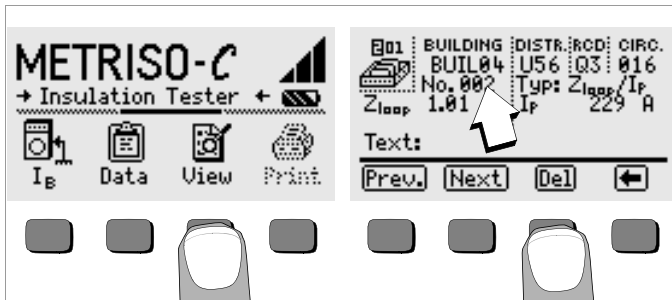 METRISO-C
→ Insulation Tester ←
IB Data View Print
201 BUILDING DISTR. RCD CIRC.
BUIL04 U56 Q3 016
No. 002 Typ: Zloop/IP
Zloop 1.01 IP 229 A
Text:
Prev. Next Del ←